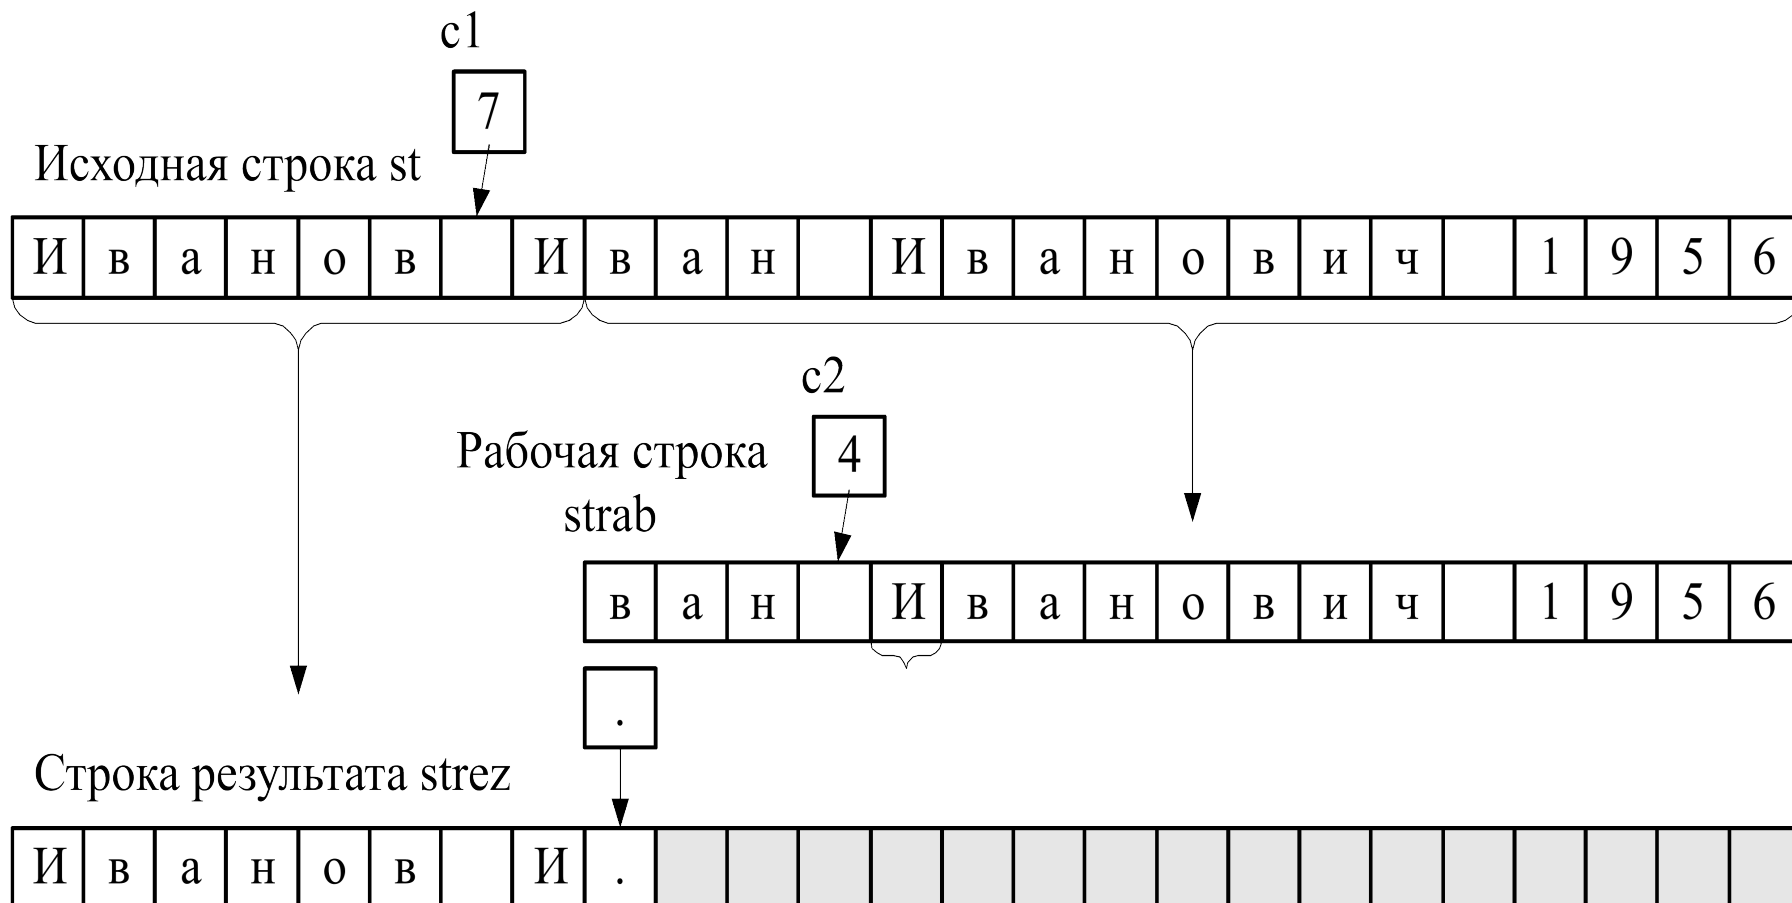 c1
7
Исходная строка st
И в а н о в И в а н И в а н о в и ч 1 9 5 6
c2
4
Рабочая строка
strab
в а н И в а н о в и ч 1 9 5 6
.
Строка результата strez
И в а н о в И .